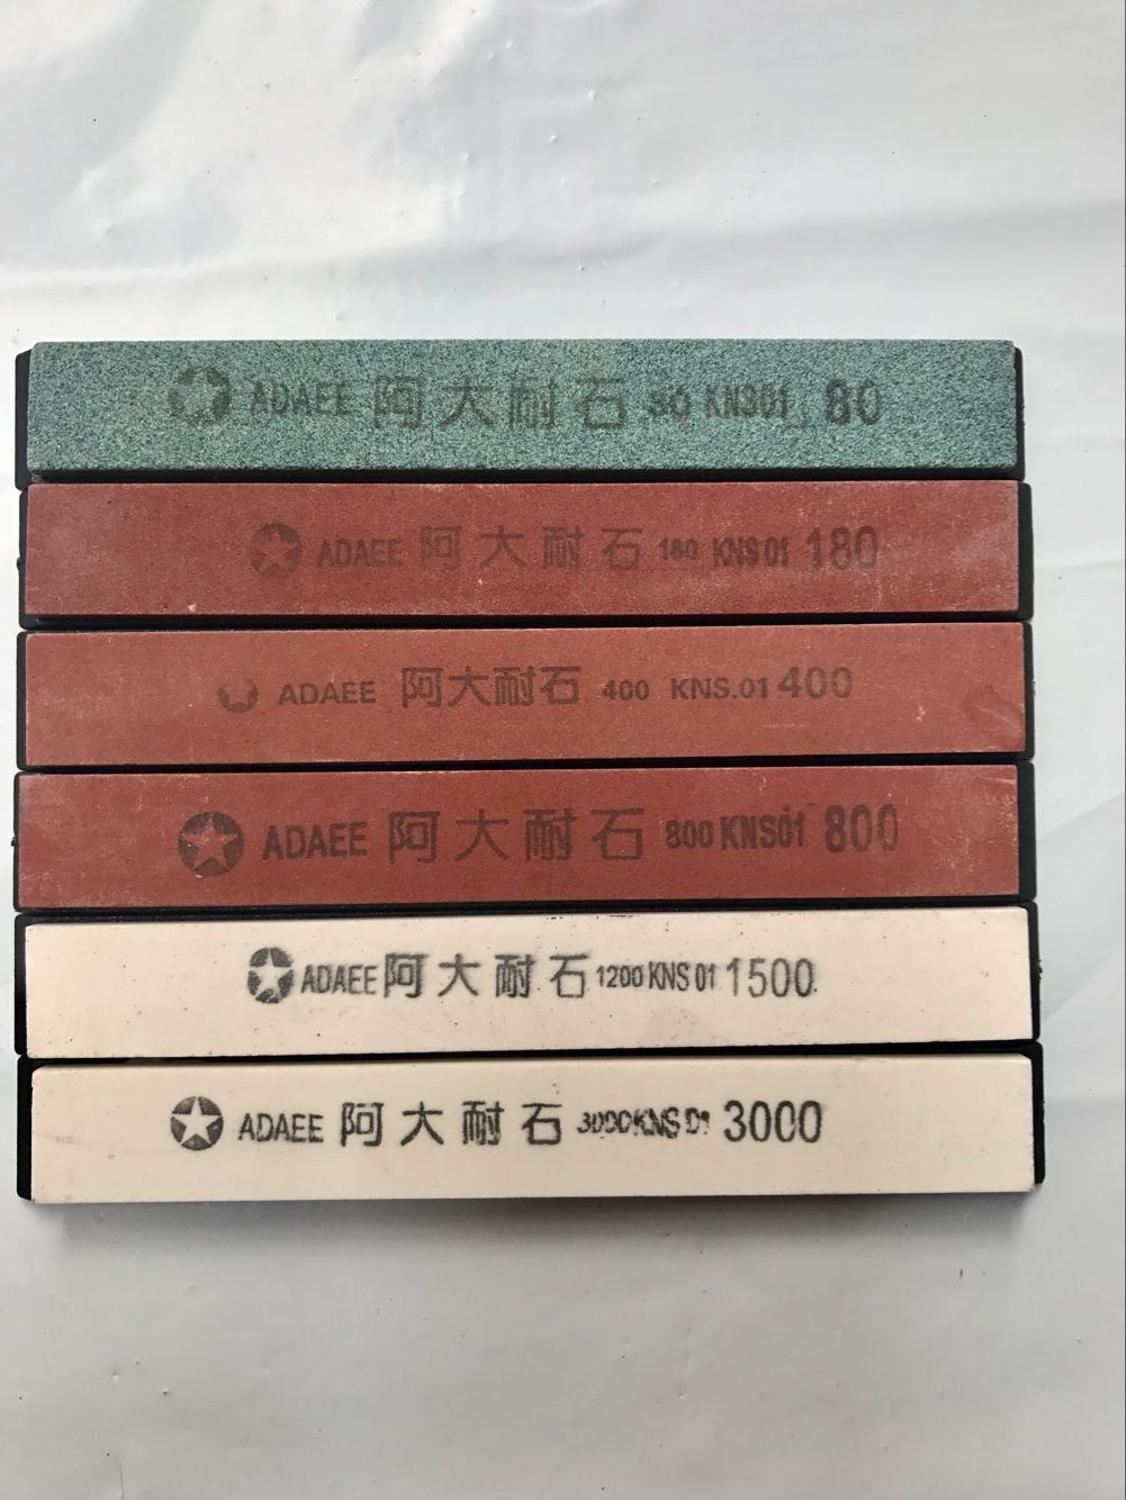 ADAEE 阿大耐石 80 KNS01 80
ADAEE 阿大耐石 180 KNS 01 180
ADAEE 阿大耐石 400 KNS.01 400
ADAEE 阿大耐石 800 KNS01 800
ADAEE 阿大耐石 1200 KNS 01 1500
ADAEE 阿大耐石 3000 KNS 01 3000